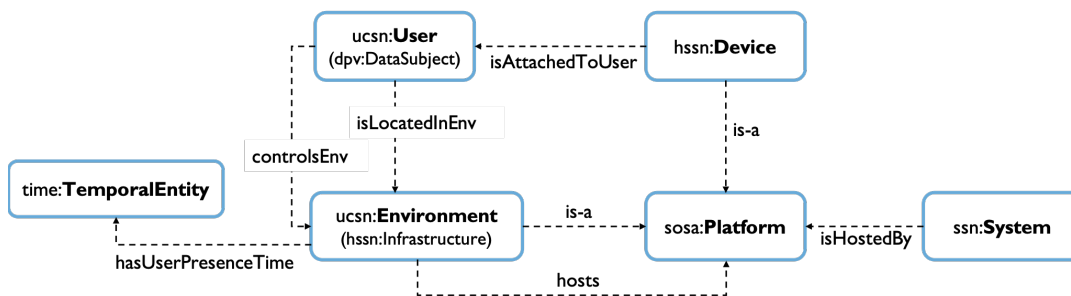 ucsn:User
(dpv:DataSubject)
hssn:Device
isAttachedToUser
isLocatedInEnv
is-a
controlsEnv
time:TemporalEntity
ucsn:Environment
(hssn:Infrastructure)
is-a
sosa:Platform
ssn:System
isHostedBy
hasUserPresenceTime
hosts